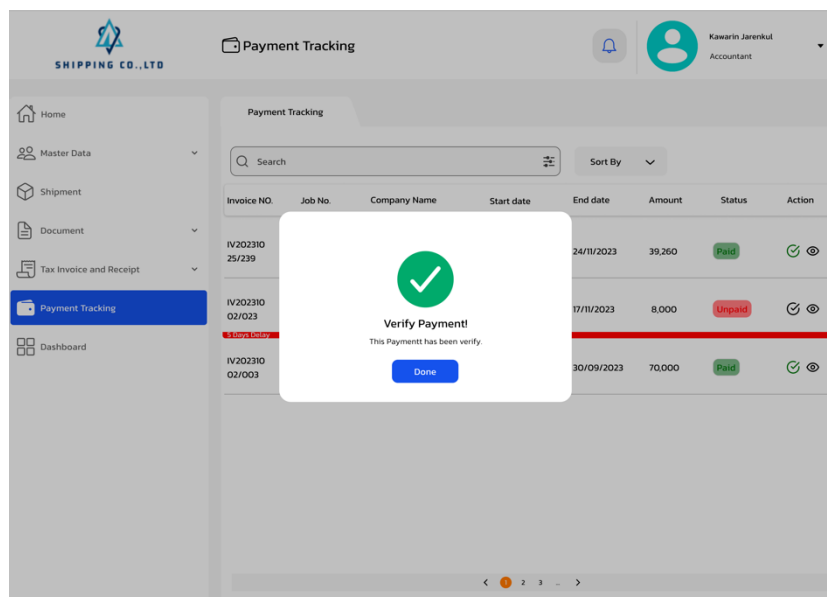 SHIPPING CO.,LTD
Payment Tracking
Kawarin Jarenkul
Accountant
Home
Master Data
Shipment
Document
Tax Invoice and Receipt
Payment Tracking
Dashboard
Payment Tracking
Search
Sort By
Invoice NO. Job No. Company Name Start date End date Amount Status Action
IV202310
25/239
24/11/2023 39,260 Paid
IV202310
02/023
17/11/2023 8,000 Unpaid
5 Days Delay
IV202310
02/003
30/09/2023 70,000 Paid
Verify Payment!
This Paymentt has been verify.
Done
1 2 3 ...